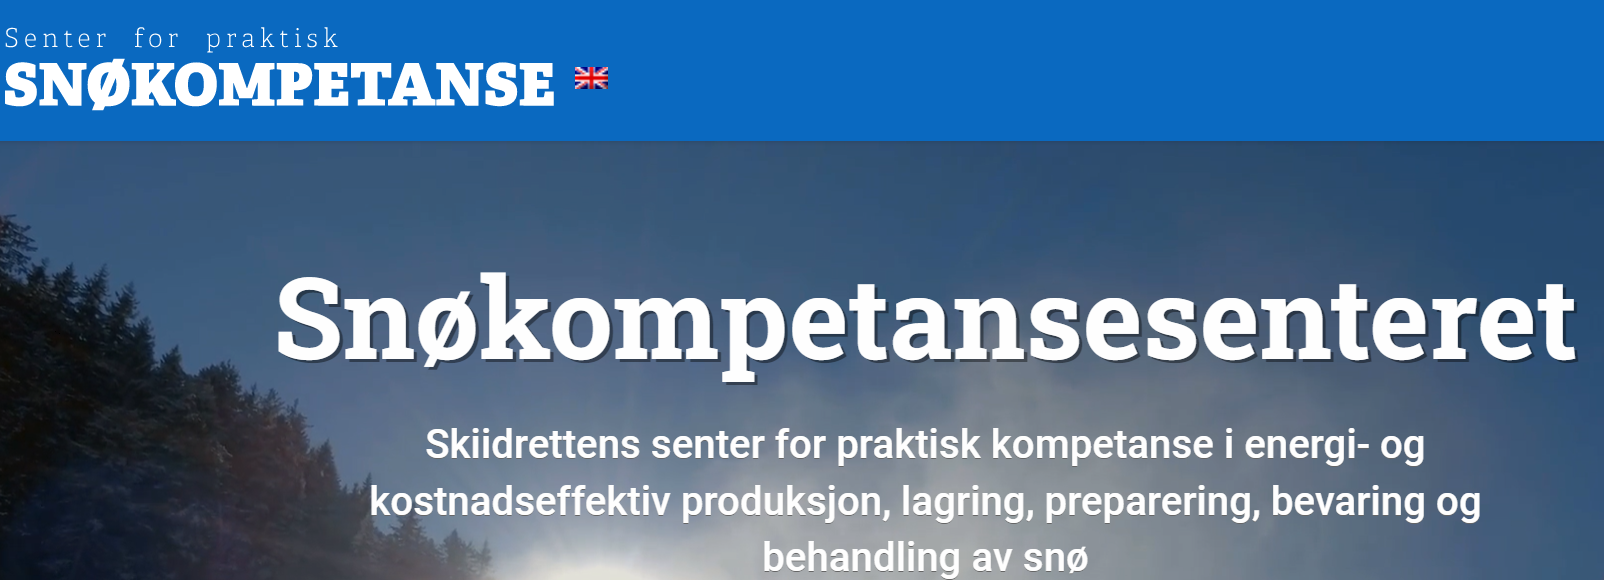 Senter for praktisk
SNØKOMPETANSE
Snøkompetansesenteret
Skiidrettens senter for praktisk kompetanse i energi- og
kostnadseffektiv produksjon, lagring, preparering, bevaring og
behandling av snø